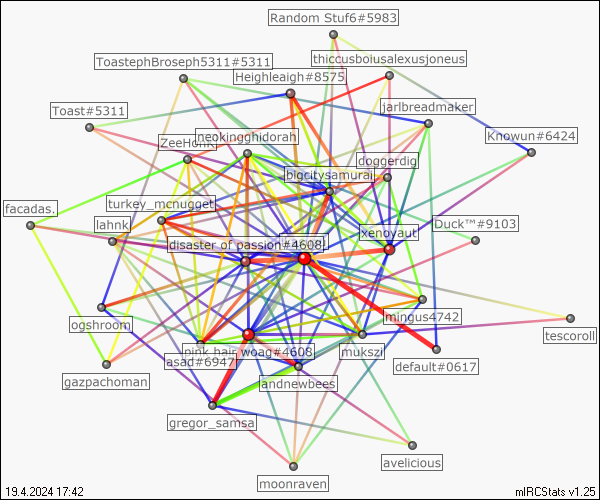 Random Stuf6#5983
thiccusboiusalexusjoneus
ToastephBroseph5311#5311
Heighleaigh#8575
jarlbreadmaker
Toast#5311
neokingghidorah
ZeeHonk
Knowun#6424
doggerdig
bigcitysamurai
turkey_mcnugget
facadas.
lahnk
Duck™#9103
xenoyaut
disaster of passion#4608
ogshroom
mingus4742
tescoroll
pink hair woag#4608
mukszi
asad#6947
default#0617
gazpachoman
andnewbees
gregor_samsa
avelicious
moonraven
19.4.2024 17:42
mIRCStats v1.25